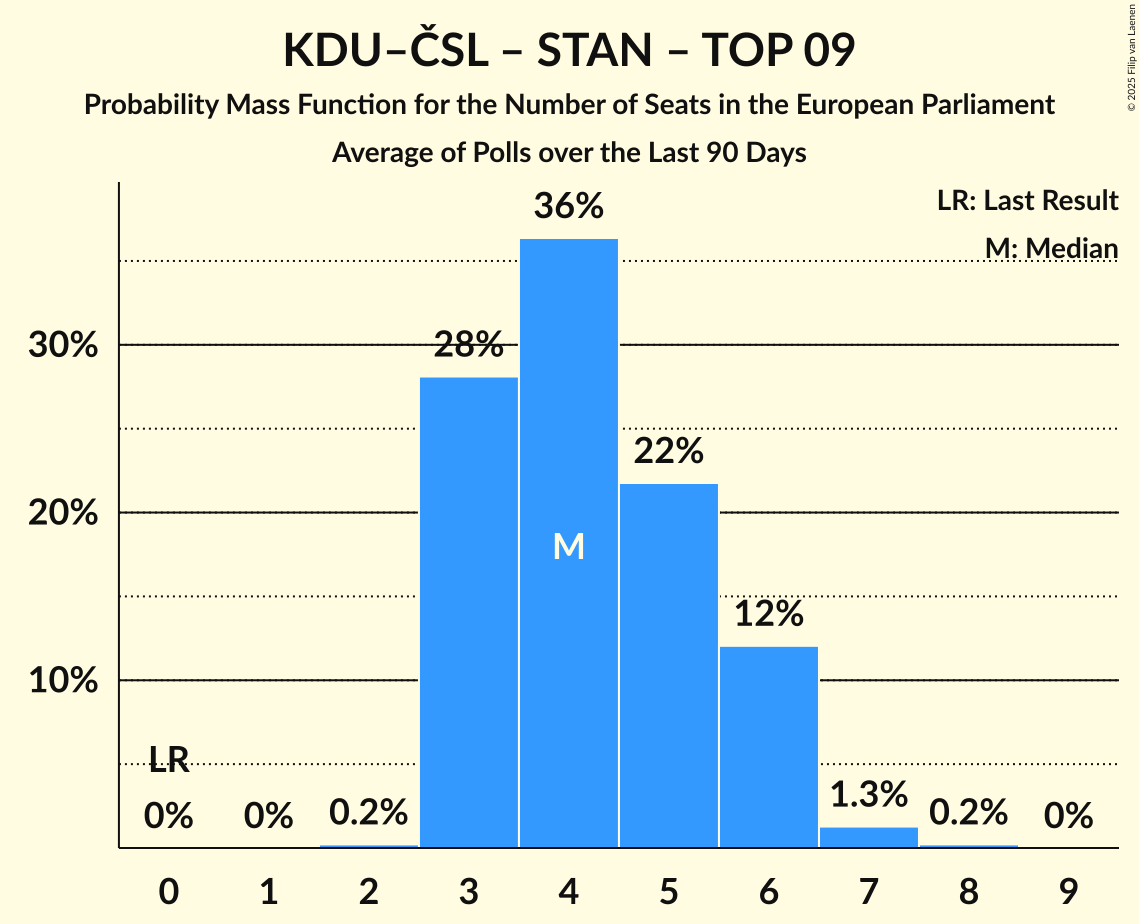 KDU–ČSL – STAN – TOP 09
Probability Mass Function for the Number of Seats in the European Parliament
Average of Polls over the Last 90 Days
© 2025 Filip van Laenen
LR: Last Result
M: Median
36%
30%
28%
22%
20%
M
12%
10%
LR
0%
0%
0.2%
1.3%
0.2%
0%
0 1 2 3 4 5 6 7 8 9